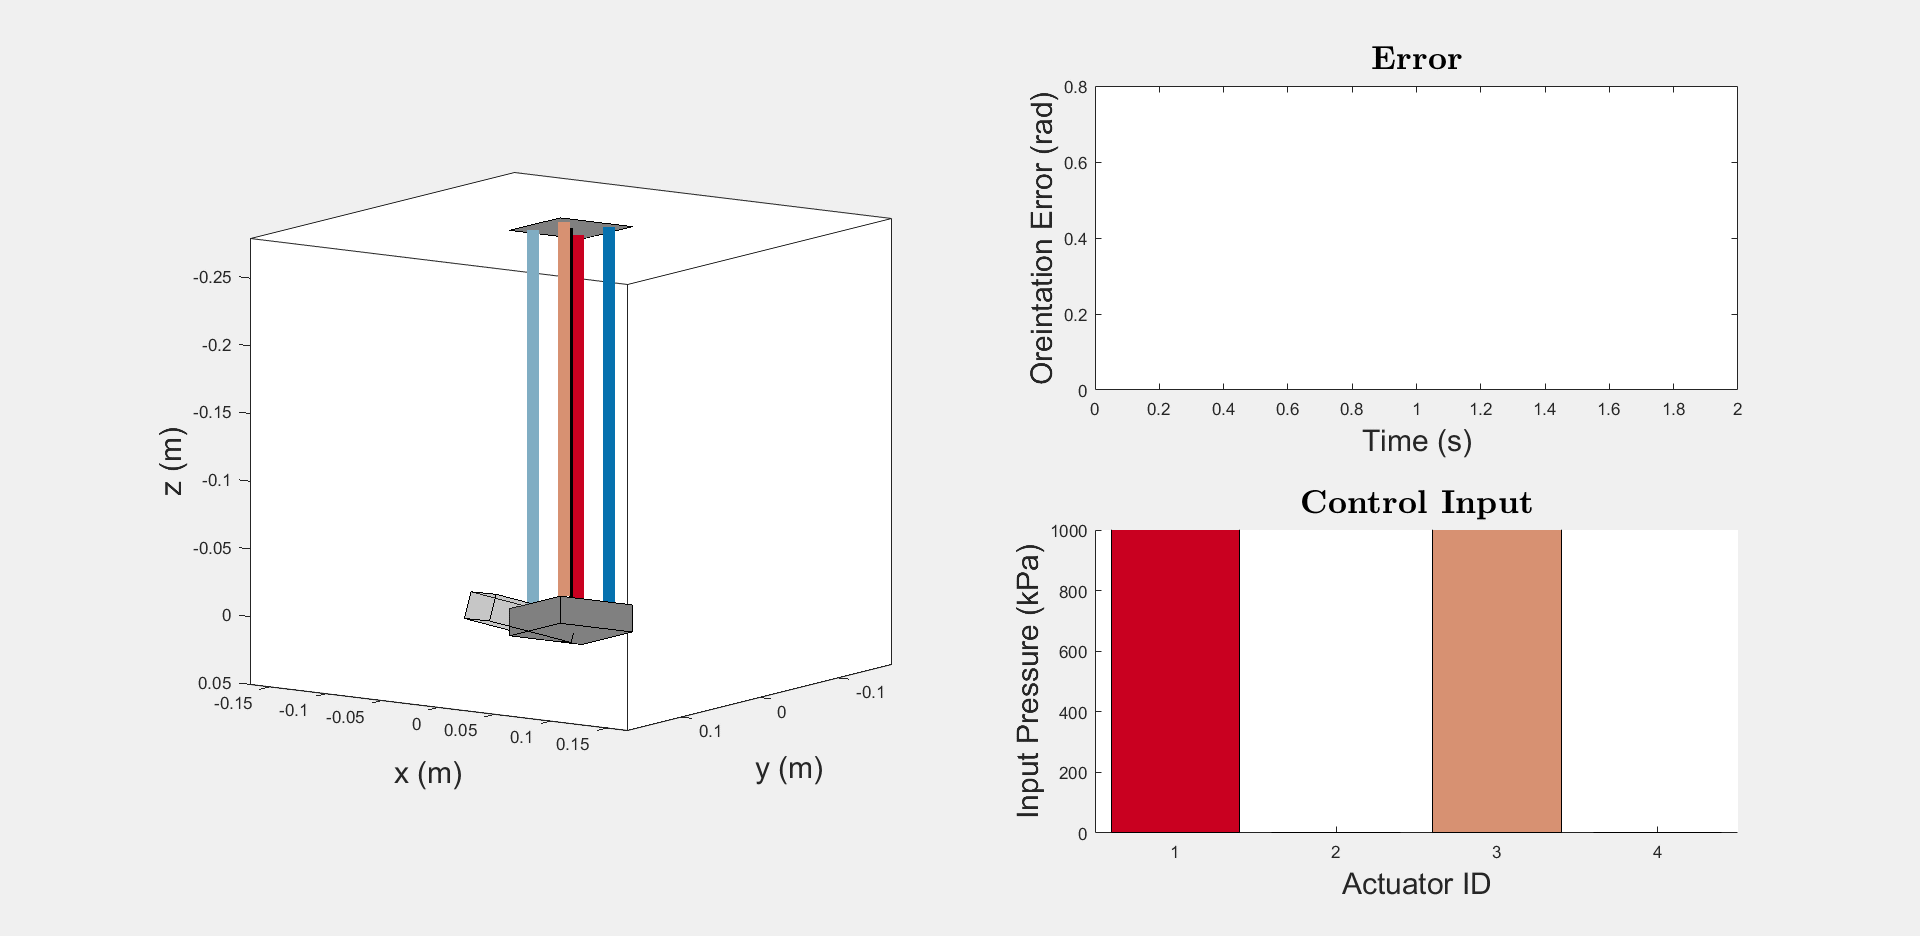 -0.25
-0.2
-0.15
-0.1
-0.05
0
0.05
z (m)
-0.15
-0.1
-0.05
0
0.05
0.1
0.15
x (m)
0.1
0
-0.1
y (m)
Error
0.8
0.6
0.4
0.2
0
Oreintation Error (rad)
0 0.2 0.4 0.6 0.8 1 1.2 1.4 1.6 1.8 2
Time (s)
Control Input
1000
800
600
400
200
0
Input Pressure (kPa)
1 2 3 4
Actuator ID